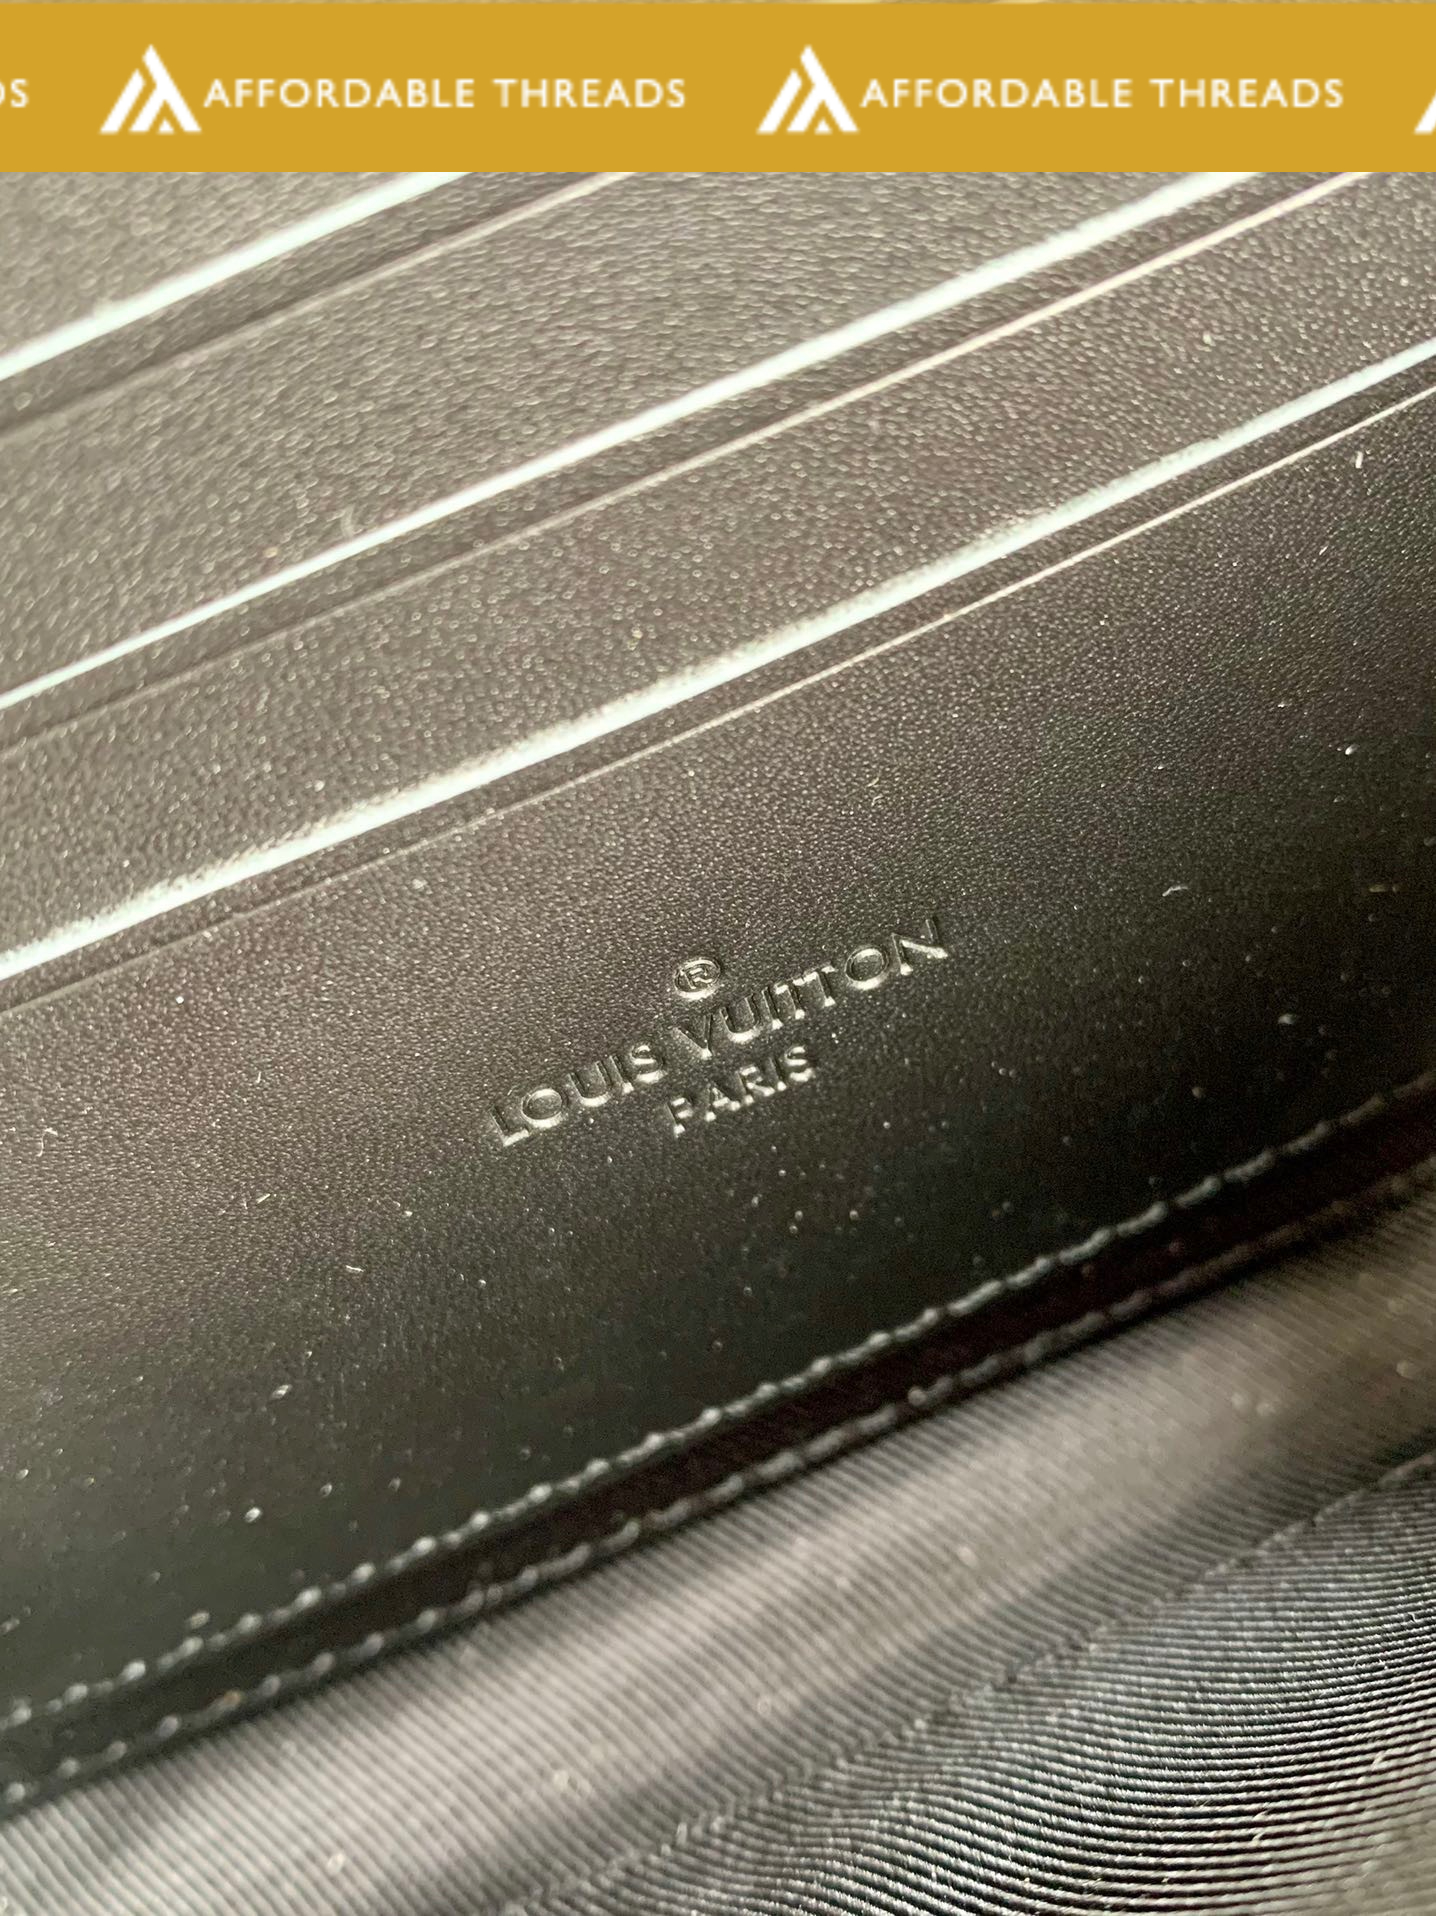 AFFORDABLE THREADS AFFORDABLE THREADS
®
LOUIS VUITTON
PARIS